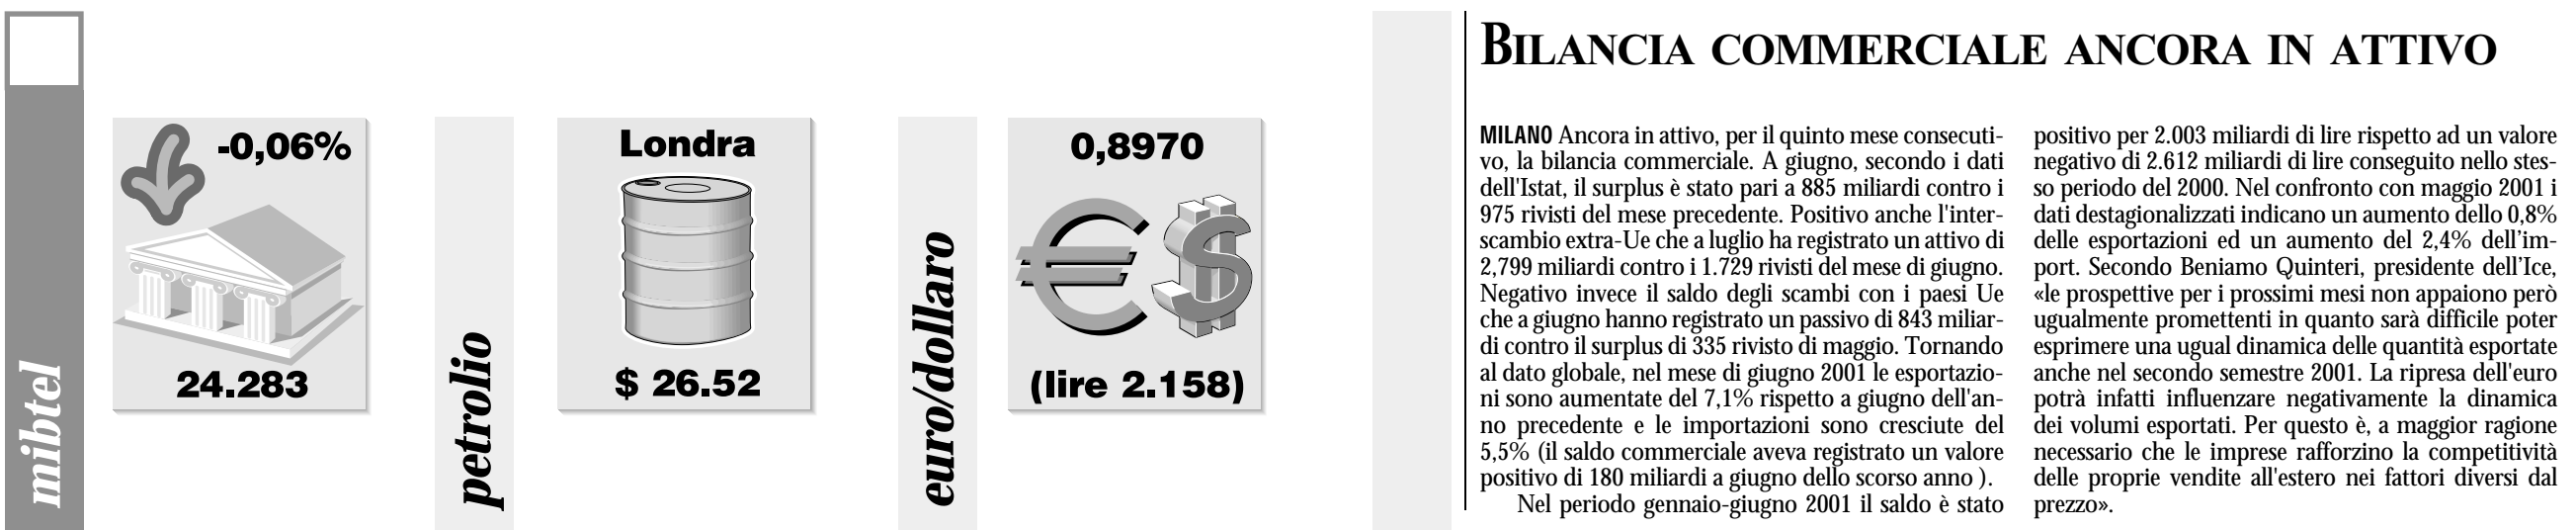 mibtel
-0,06%
24.283
petrolio
Londra
$ 26.52
euro/dollaro
0,8970
(lire 2.158)
BILANCIA COMMERCIALE ANCORA IN ATTIVO
MILANO Ancora in attivo, per il quinto mese consecuti-
vo, la bilancia commerciale. A giugno, secondo i dati
dell'Istat, il surplus è stato pari a 885 miliardi contro i
975 rivisti del mese precedente. Positivo anche l'inter-
scambio extra-Ue che a luglio ha registrato un attivo di
2,799 miliardi contro i 1.729 rivisti del mese di giugno.
Negativo invece il saldo degli scambi con i paesi Ue
che a giugno hanno registrato un passivo di 843 miliar-
di contro il surplus di 335 rivisto di maggio. Tornando
al dato globale, nel mese di giugno 2001 le esportazio-
ni sono aumentate del 7,1% rispetto a giugno dell'an-
no precedente e le importazioni sono cresciute del
5,5% (il saldo commerciale aveva registrato un valore
positivo di 180 miliardi a giugno dello scorso anno ).
Nel periodo gennaio-giugno 2001 il saldo è stato
positivo per 2.003 miliardi di lire rispetto ad un valore
negativo di 2.612 miliardi di lire conseguito nello stes-
so periodo del 2000. Nel confronto con maggio 2001 i
dati destagionalizzati indicano un aumento dello 0,8%
delle esportazioni ed un aumento del 2,4% dell'im-
port. Secondo Beniamo Quinteri, presidente dell'Ice,
«le prospettive per i prossimi mesi non appaiono però
ugualmente promettenti in quanto sarà difficile poter
esprimere una ugual dinamica delle quantità esportate
anche nel secondo semestre 2001. La ripresa dell'euro
potrà infatti influenzare negativamente la dinamica
dei volumi esportati. Per questo è, a maggior ragione
necessario che le imprese rafforzino la competitività
delle proprie vendite all'estero nei fattori diversi dal
prezzo».